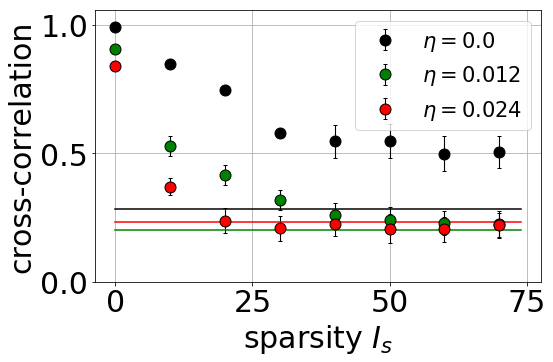 cross-correlation
1.0
0.5
0.0
η = 0.0
η = 0.012
η = 0.024
0 25 50 75
sparsity I_s